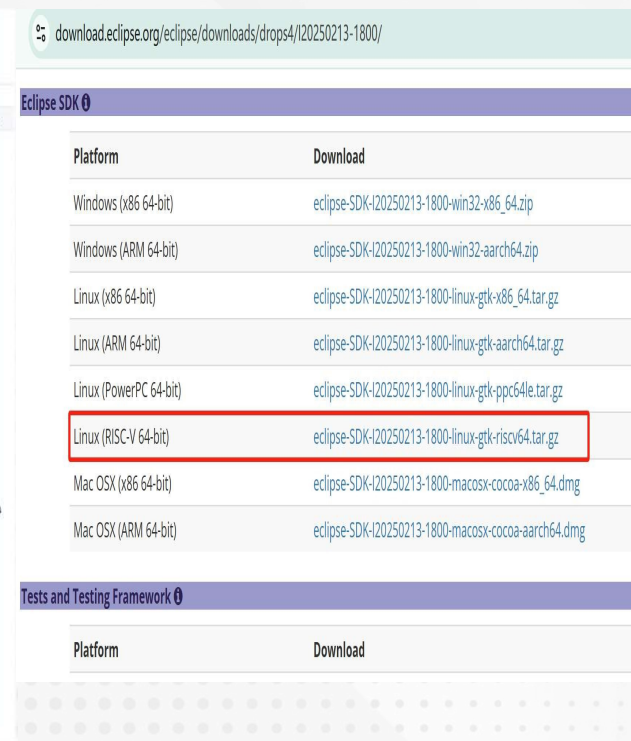 download.eclipse.org/eclipse/downloads/drops4/I20250213-1800/
Eclipse SDK
Platform Download
Windows (x86 64-bit) eclipse-SDK-I20250213-1800-win32-x86_64.zip
Windows (ARM 64-bit) eclipse-SDK-I20250213-1800-win32-aarch64.zip
Linux (x86 64-bit) eclipse-SDK-I20250213-1800-linux-gtk-x86_64.tar.gz
Linux (ARM 64-bit) eclipse-SDK-I20250213-1800-linux-gtk-aarch64.tar.gz
Linux (PowerPC 64-bit) eclipse-SDK-I20250213-1800-linux-gtk-ppc64le.tar.gz
Linux (RISC-V 64-bit) eclipse-SDK-I20250213-1800-linux-gtk-riscv64.tar.gz
Mac OSX (x86 64-bit) eclipse-SDK-I20250213-1800-macosx-cocoa-x86_64.dmg
Mac OSX (ARM 64-bit) eclipse-SDK-I20250213-1800-macosx-cocoa-aarch64.dmg
Tests and Testing Framework
Platform Download